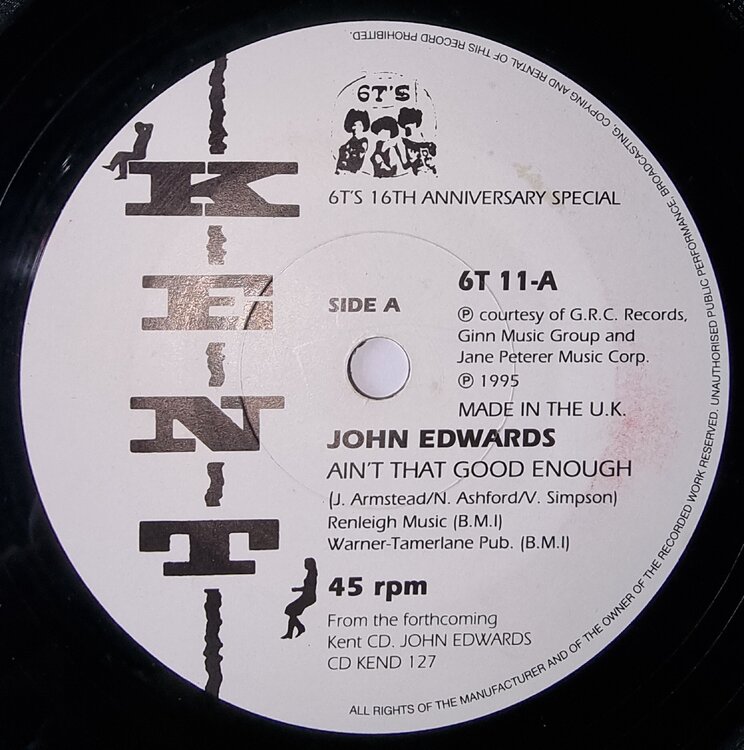 6T'S
6T'S 16TH ANNIVERSARY SPECIAL
KENT
SIDE A
6T 11-A
℗ courtesy of G.R.C. Records,
Ginn Music Group and
Jane Peterer Music Corp.
℗ 1995
MADE IN THE U.K.
JOHN EDWARDS
AIN'T THAT GOOD ENOUGH
(J. Armstead/N. Ashford/V. Simpson)
Renleigh Music (B.M.I)
Warner-Tamerlane Pub. (B.M.I)
45 rpm
From the forthcoming
Kent CD. JOHN EDWARDS
CD KEND 127
ALL RIGHTS OF THE MANUFACTURER AND OF THE OWNER OF THE RECORDED WORK RESERVED. UNAUTHORISED PUBLIC PERFORMANCE, BROADCASTING, COPYING AND RENTAL OF THIS RECORD PROHIBITED.